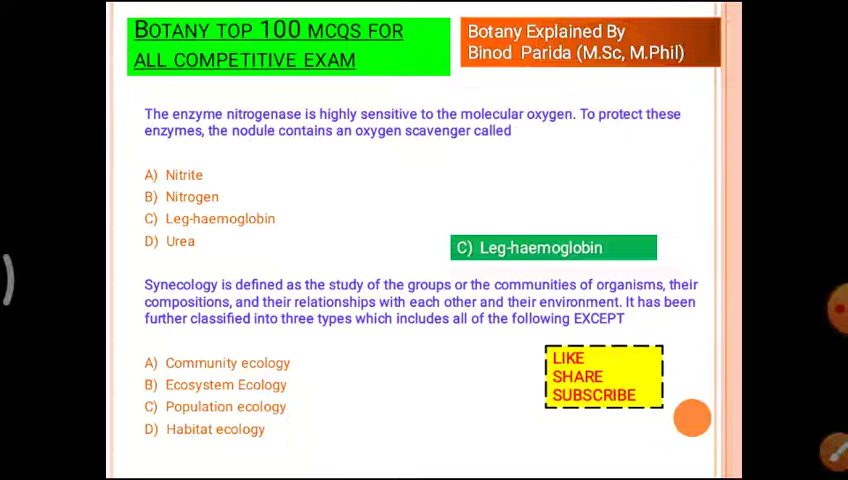 BOTANY TOP 100 MCQS FOR
ALL COMPETITIVE EXAM
Botany Explained By
Binod Parida (M.Sc, M.Phil)
The enzyme nitrogenase is highly sensitive to the molecular oxygen. To protect these
enzymes, the nodule contains an oxygen scavenger called
A) Nitrite
B) Nitrogen
C) Leg-haemoglobin
D) Urea
C) Leg-haemoglobin
Synecology is defined as the study of the groups or the communities of organisms, their
compositions, and their relationships with each other and their environment. It has been
further classified into three types which includes all of the following EXCEPT
A) Community ecology
B) Ecosystem Ecology
C) Population ecology
D) Habitat ecology
LIKE
SHARE
SUBSCRIBE